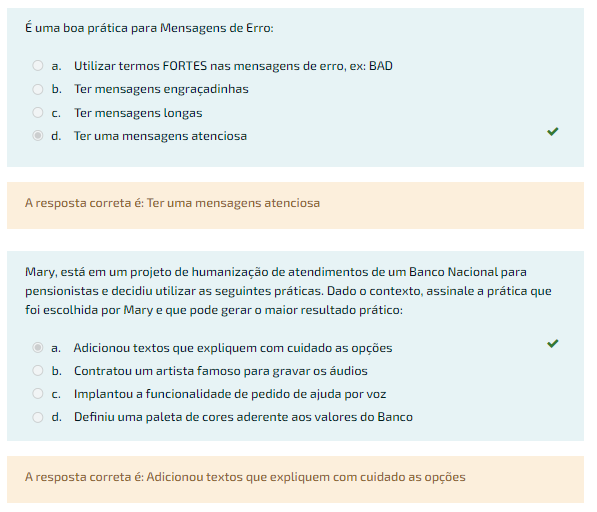 É uma boa prática para Mensagens de Erro:
a. Utilizar termos FORTES nas mensagens de erro, ex: BAD
b. Ter mensagens engraçadinhas
c. Ter mensagens longas
d. Ter uma mensagens atenciosa
A resposta correta é: Ter uma mensagens atenciosa
Mary, está em um projeto de humanização de atendimentos de um Banco Nacional para
pensionistas e decidiu utilizar as seguintes práticas. Dado o contexto, assinale a prática que
foi escolhida por Mary e que pode gerar o maior resultado prático:
a. Adicionou textos que expliquem com cuidado as opções
b. Contratou um artista famoso para gravar os áudios
c. Implantou a funcionalidade de pedido de ajuda por voz
d. Definiu uma paleta de cores aderente aos valores do Banco
A resposta correta é: Adicionou textos que expliquem com cuidado as opções